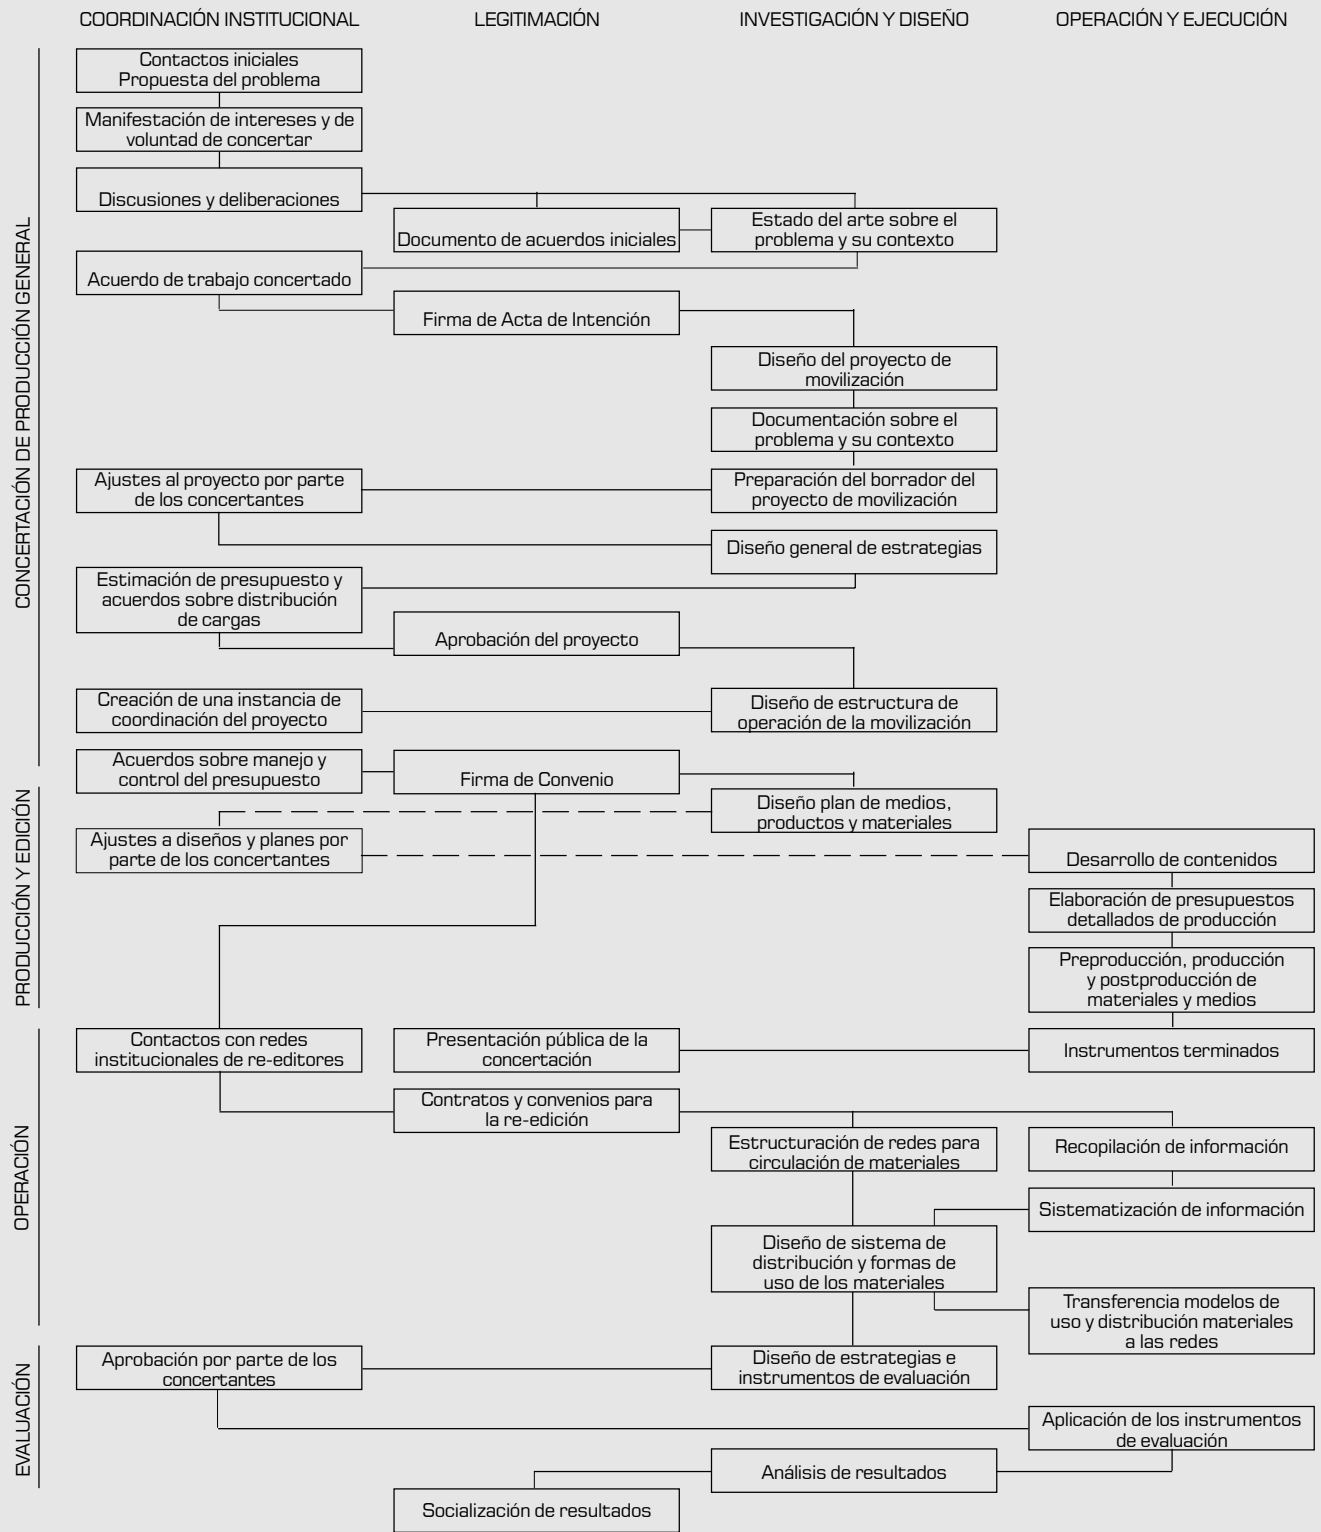 COORDINACIÓN INSTITUCIONAL
LEGITIMACIÓN
INVESTIGACIÓN Y DISEÑO
OPERACIÓN Y EJECUCIÓN
CONCERTACIÓN DE PRODUCCIÓN GENERAL
Contactos iniciales
Propuesta del problema
Manifestación de intereses y de
voluntad de concertar
Discusiones y deliberaciones
Documento de acuerdos iniciales
Estado del arte sobre el
problema y su contexto
Acuerdo de trabajo concertado
Firma de Acta de Intención
Diseño del proyecto de
movilización
Documentación sobre el
problema y su contexto
Ajustes al proyecto por parte
de los concertantes
Preparación del borrador del
proyecto de movilización
Diseño general de estrategias
Estimación de presupuesto y
acuerdos sobre distribución
de cargas
Aprobación del proyecto
Creación de una instancia de
coordinación del proyecto
Diseño de estructura de
operación de la movilización
Acuerdos sobre manejo y
control del presupuesto
Firma de Convenio
PRODUCCIÓN Y EDICIÓN
Diseño plan de medios,
productos y materiales
Ajustes a diseños y planes por
parte de los concertantes
Desarrollo de contenidos
Elaboración de presupuestos
detallados de producción
Preproducción, producción
y postproducción de
materiales y medios
OPERACIÓN
Contactos con redes
institucionales de re-editores
Presentación pública de la
concertación
Instrumentos terminados
Contratos y convenios para
la re-edición
Estructuración de redes para
circulación de materiales
Recopilación de información
Sistematización de información
Diseño de sistema de
distribución y formas de
uso de los materiales
Transferencia modelos de
uso y distribución materiales
a las redes
EVALUACIÓN
Aprobación por parte de los
concertantes
Diseño de estrategias e
instrumentos de evaluación
Aplicación de los instrumentos
de evaluación
Análisis de resultados
Socialización de resultados